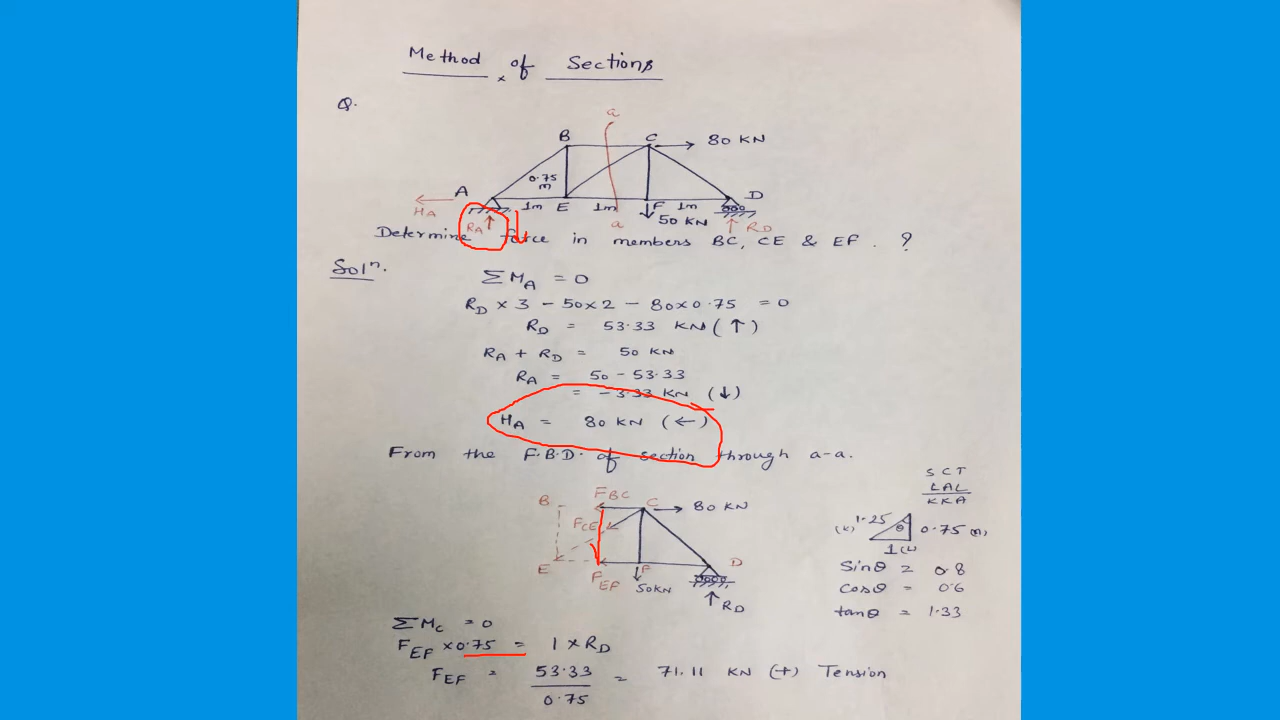 Method of Sections
Q.
a
B C 80 KN
0.75 m
A D
HA 1m E 1m F 1m
RA a 50 KN RD
Determine force in members BC, CE & EF. ?
Solⁿ.
ΣMA = 0
RD × 3 - 50×2 - 80×0.75 = 0
RD = 53.33 KN (↑)
RA + RD = 50 KN
RA = 50 - 53.33
= -3.33 KN (↓)
HA = 80 KN (←)
From the F.B.D. of section through a-a.
SCT
LAL
KKA
B FBC C 80 KN
FCE
(K) 1.25 θ 0.75
1 (L)
E FEF F D
50KN RD
Sinθ = 0.8
cosθ = 0.6
tanθ = 1.33
ΣMC = 0
FEF × 0.75 = 1 × RD
FEF = 53.33 / 0.75 = 71.11 KN (+) Tension